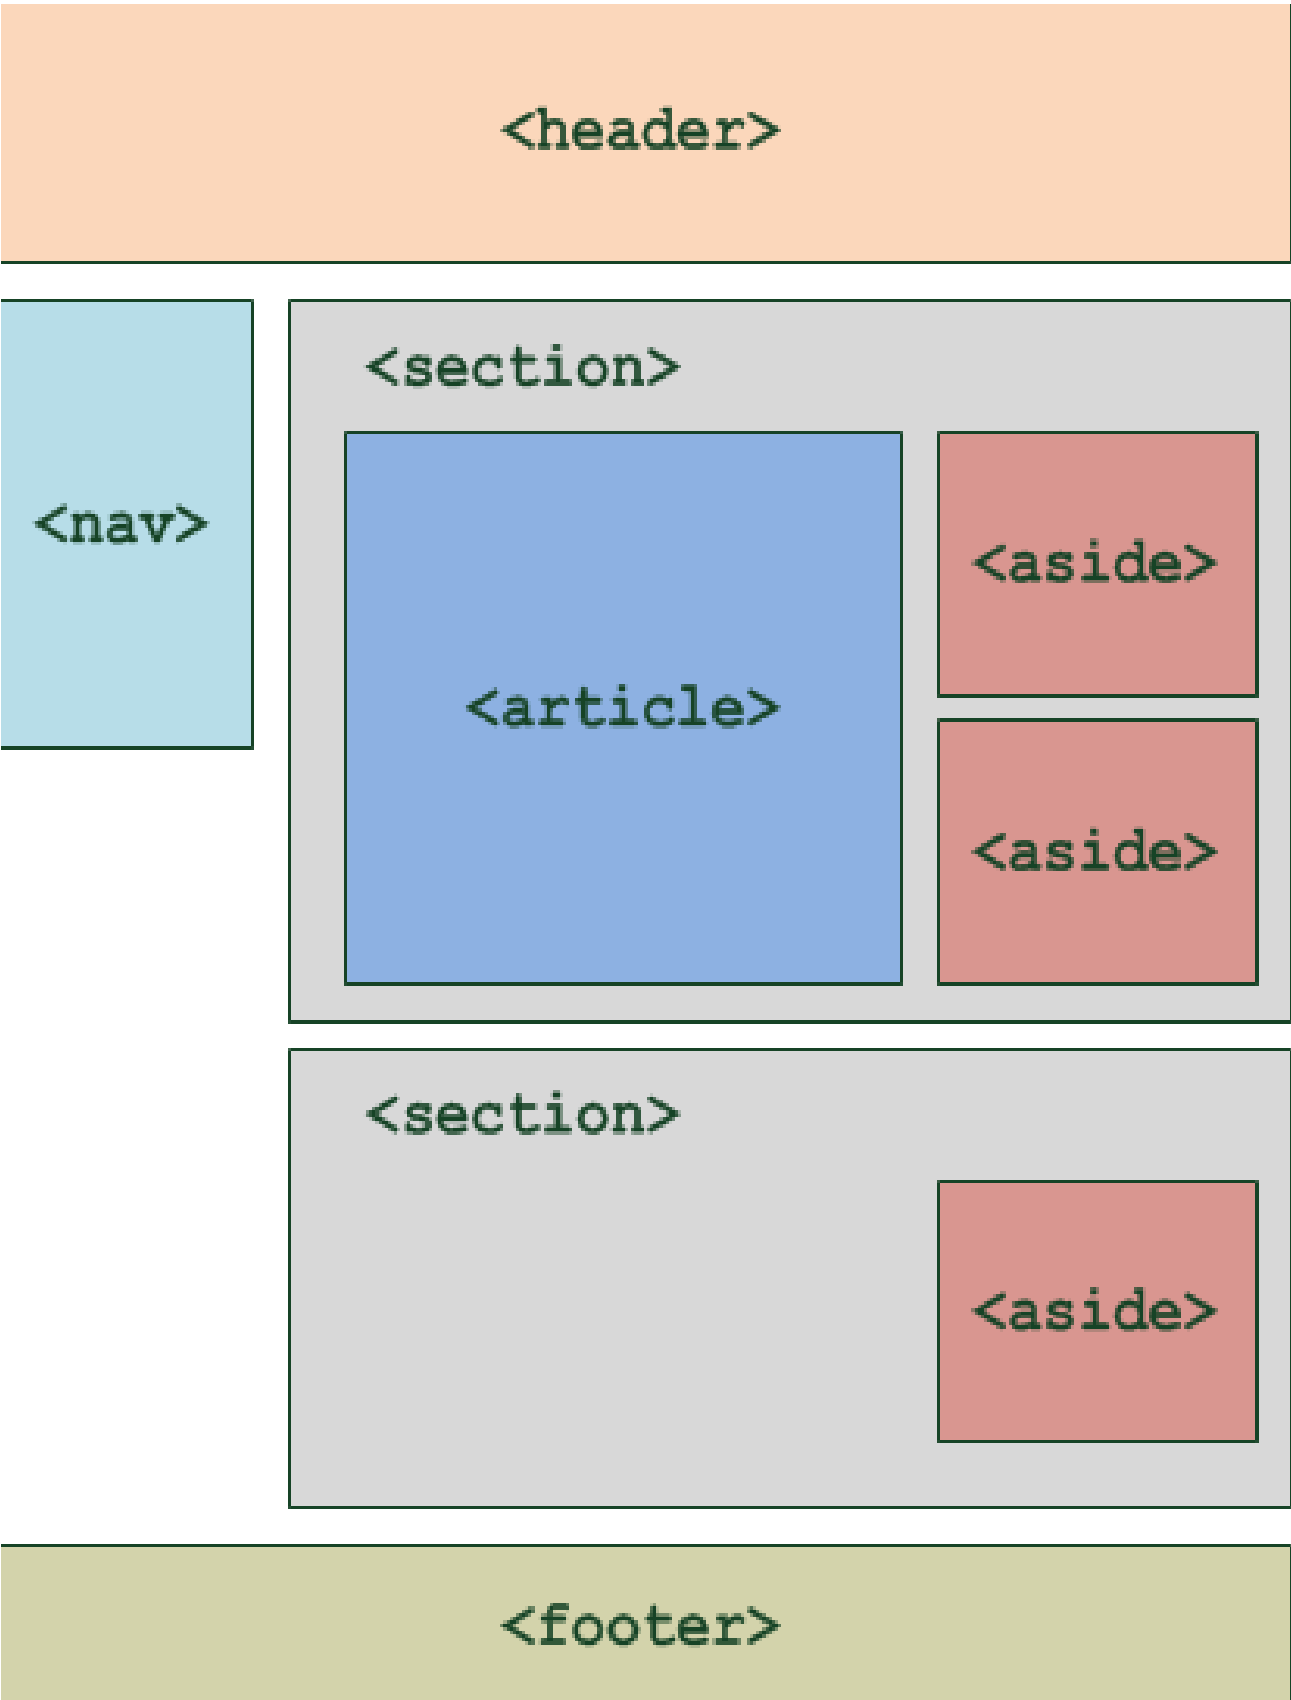 <header>
<nav>
<section>
<article>
<aside>
<aside>
<section>
<aside>
<footer>